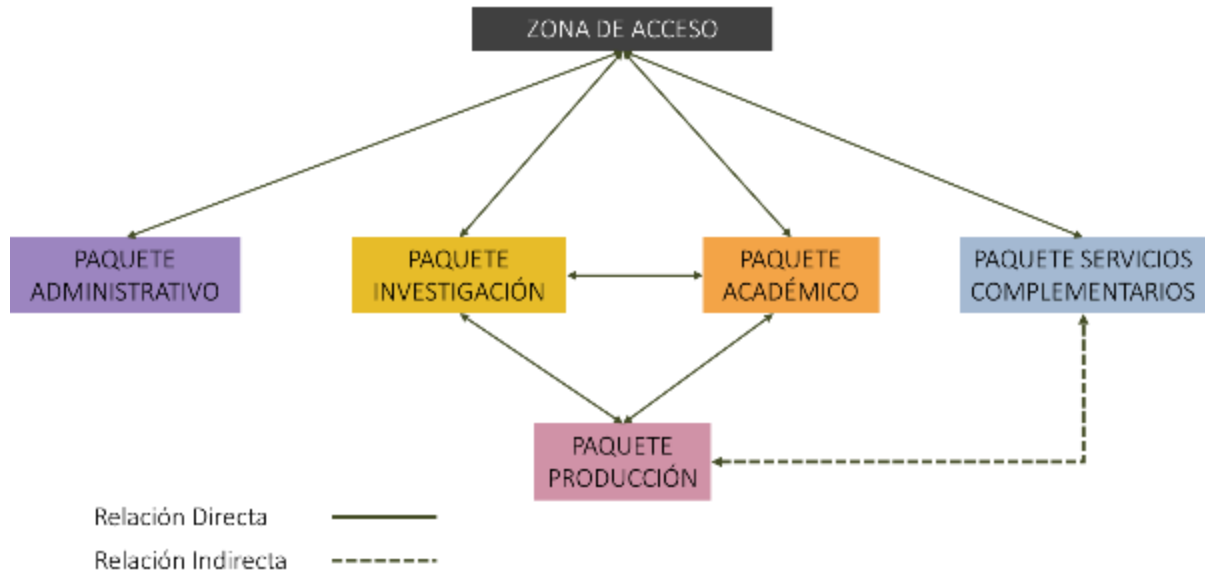 ZONA DE ACCESO
PAQUETE
ADMINISTRATIVO
PAQUETE
INVESTIGACIÓN
PAQUETE
ACADÉMICO
PAQUETE SERVICIOS
COMPLEMENTARIOS
PAQUETE
PRODUCCIÓN
Relación Directa
Relación Indirecta